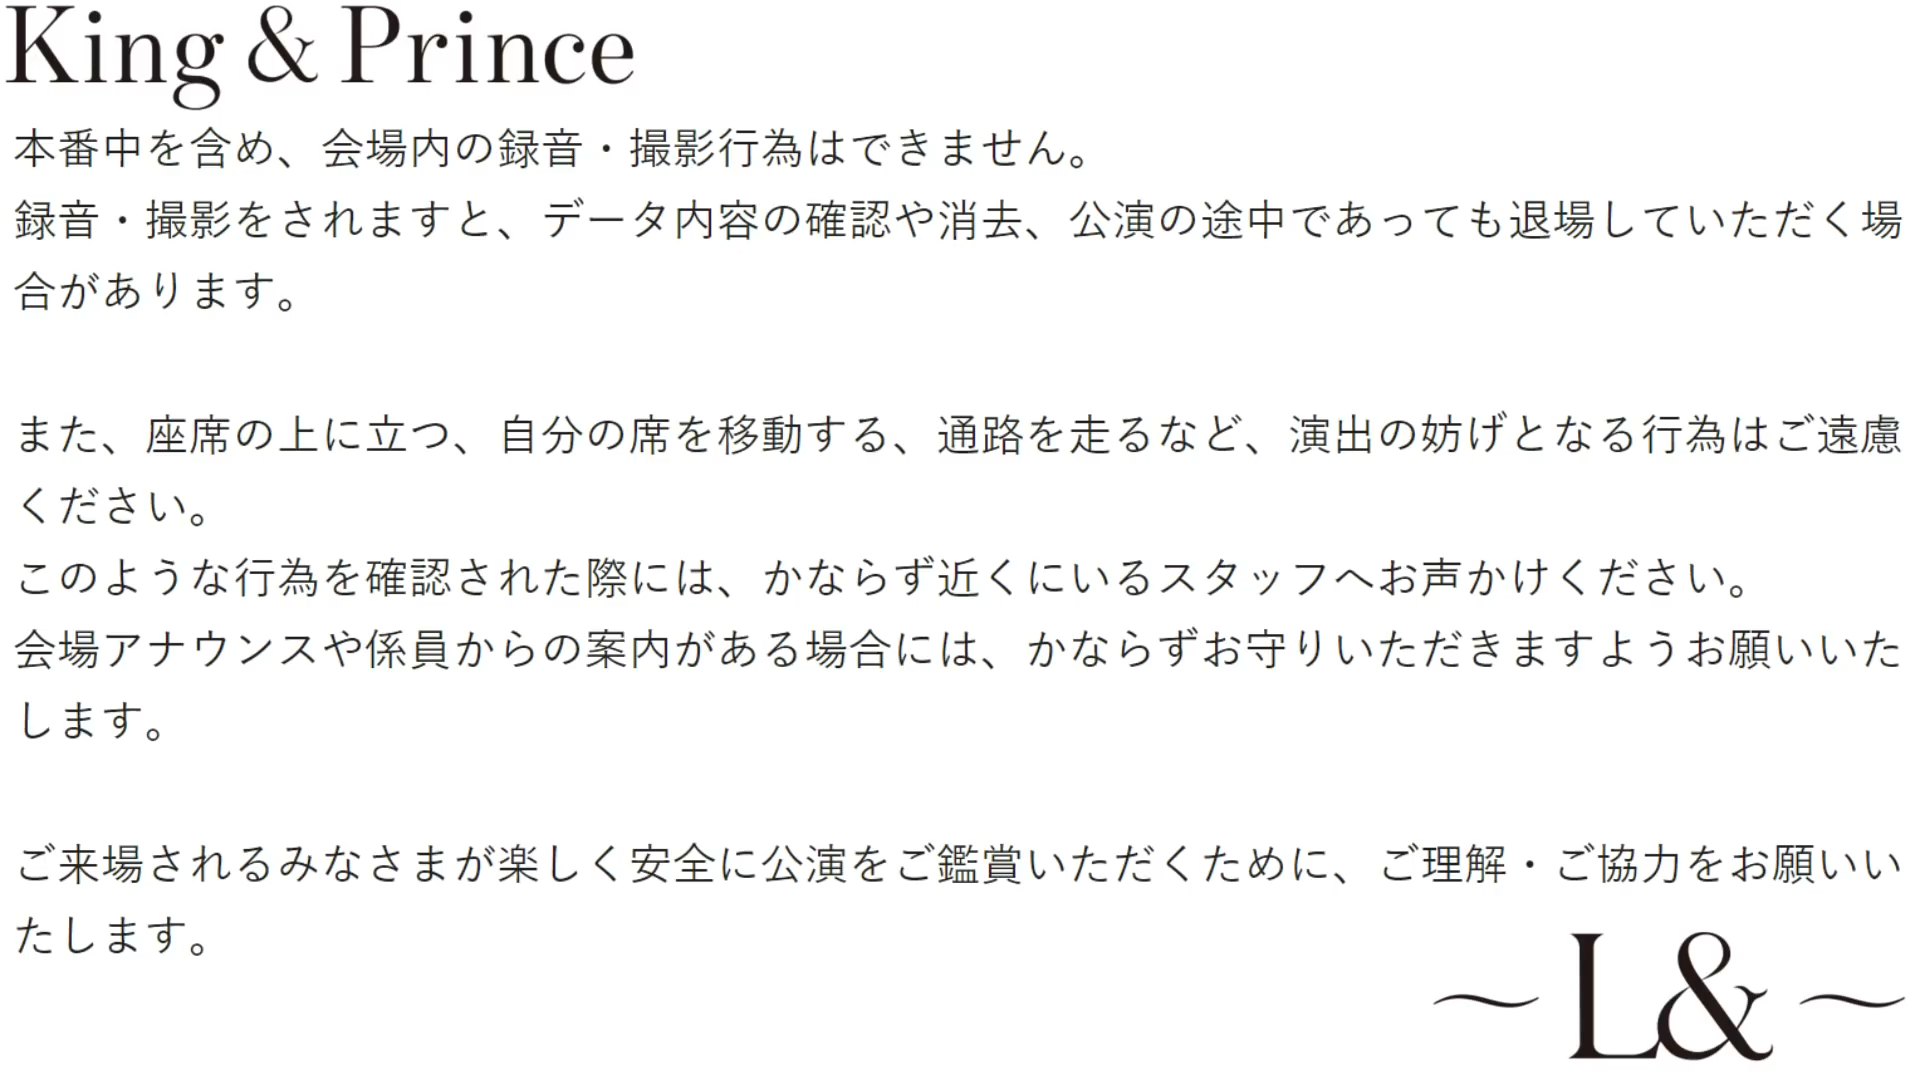 King & Prince
本番中を含め、会場内の録音・撮影行為はできません。
録音・撮影をされますと、データ内容の確認や消去、公演の途中であっても退場していただく場
合があります。
また、座席の上に立つ、自分の席を移動する、通路を走るなど、演出の妨げとなる行為はご遠慮
ください。
このような行為を確認された際には、かならず近くにいるスタッフへお声かけください。
会場アナウンスや係員からの案内がある場合には、かならずお守りいただきますようお願いいた
します。
ご来場されるみなさまが楽しく安全に公演をご鑑賞いただくために、ご理解・ご協力をお願いい
たします。
～L&～